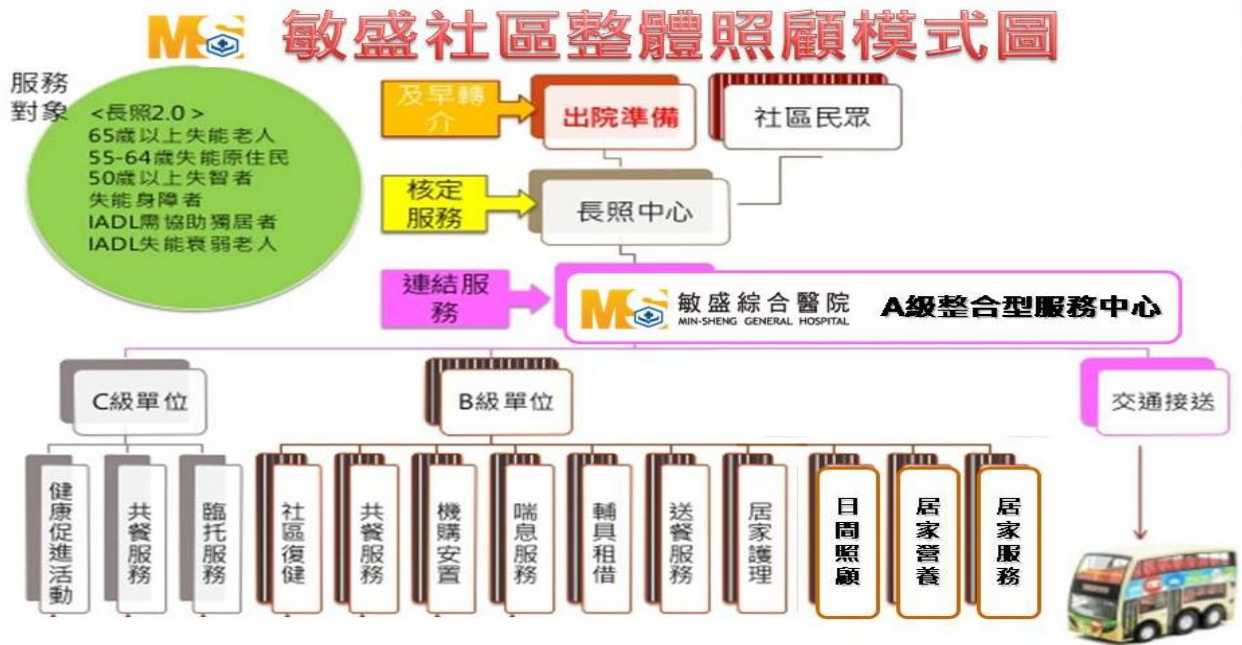 MS 敏盛社區整體照顧模式圖
服務
對象
<長照2.0 >
65歲以上失能老人
55-64歲失能原住民
50歲以上失智者
失能身障者
IADL需協助獨居者
IADL失能衰弱老人
及早轉
介
出院準備
社區民眾
核定
服務
長照中心
連結服
務
MS 敏盛綜合醫院
MIN-SHENG GENERAL HOSPITAL
A級整合型服務中心
C級單位
B級單位
交通接送
健康促進活動
共餐服務
臨托服務
社區復健
共餐服務
機購安置
喘息服務
輔具租借
送餐服務
居家護理
日間照顧
居家營養
居家服務